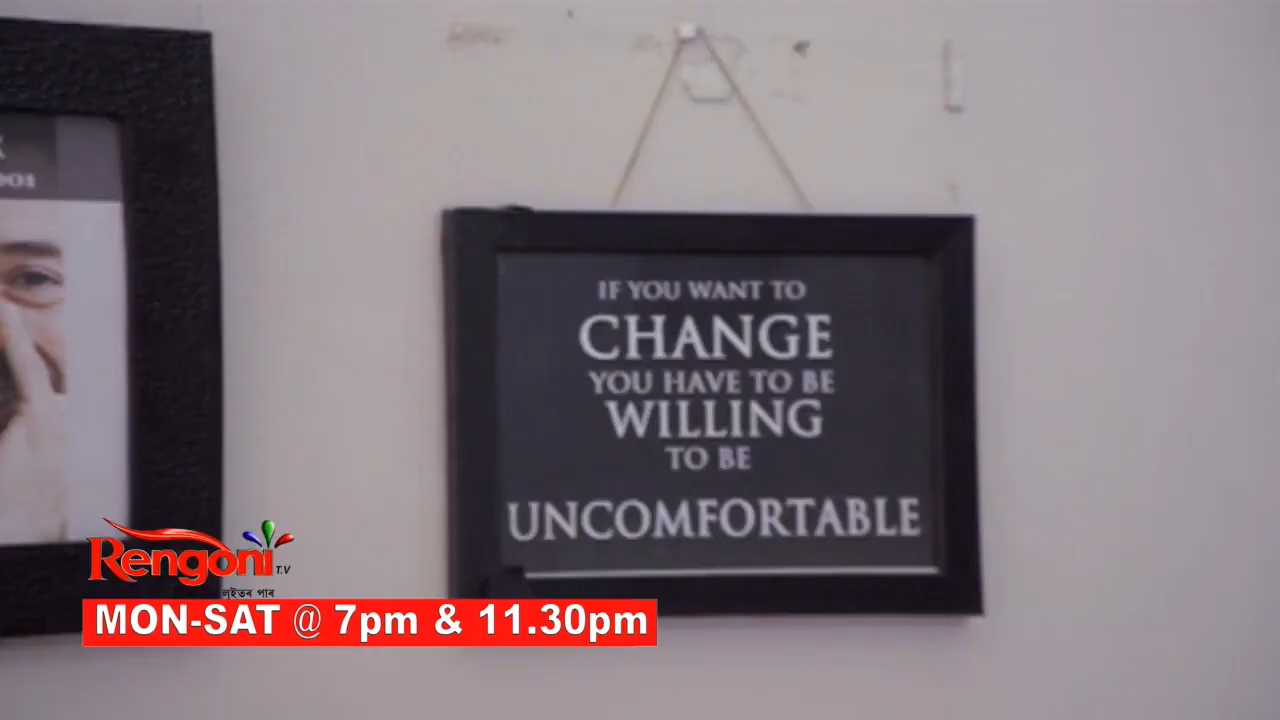 IF YOU WANT TO
CHANGE
YOU HAVE TO BE
WILLING
TO BE
UNCOMFORTABLE
Rengoni
T.V
লুইতৰ পাৰ
MON-SAT @ 7pm & 11.30pm